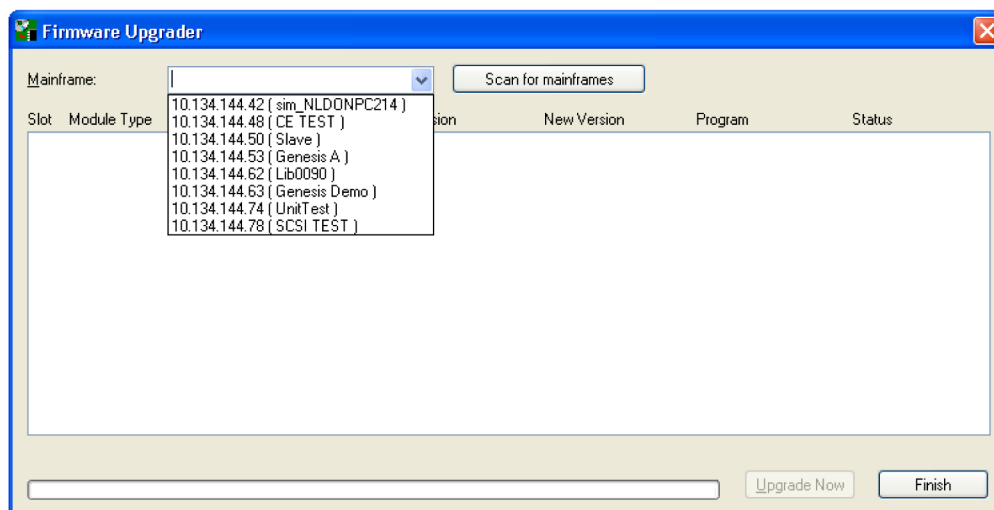 Firmware Upgrader
Mainframe:
Scan for mainframes
10.134.144.42 ( sim_NLDONPC214 )
10.134.144.48 ( CE TEST )
10.134.144.50 ( Slave )
10.134.144.53 ( Genesis A )
10.134.144.62 ( Lib0090 )
10.134.144.63 ( Genesis Demo )
10.134.144.74 ( UnitTest )
10.134.144.78 ( SCSI TEST )
Slot Module Type sion New Version Program Status
Upgrade Now Finish